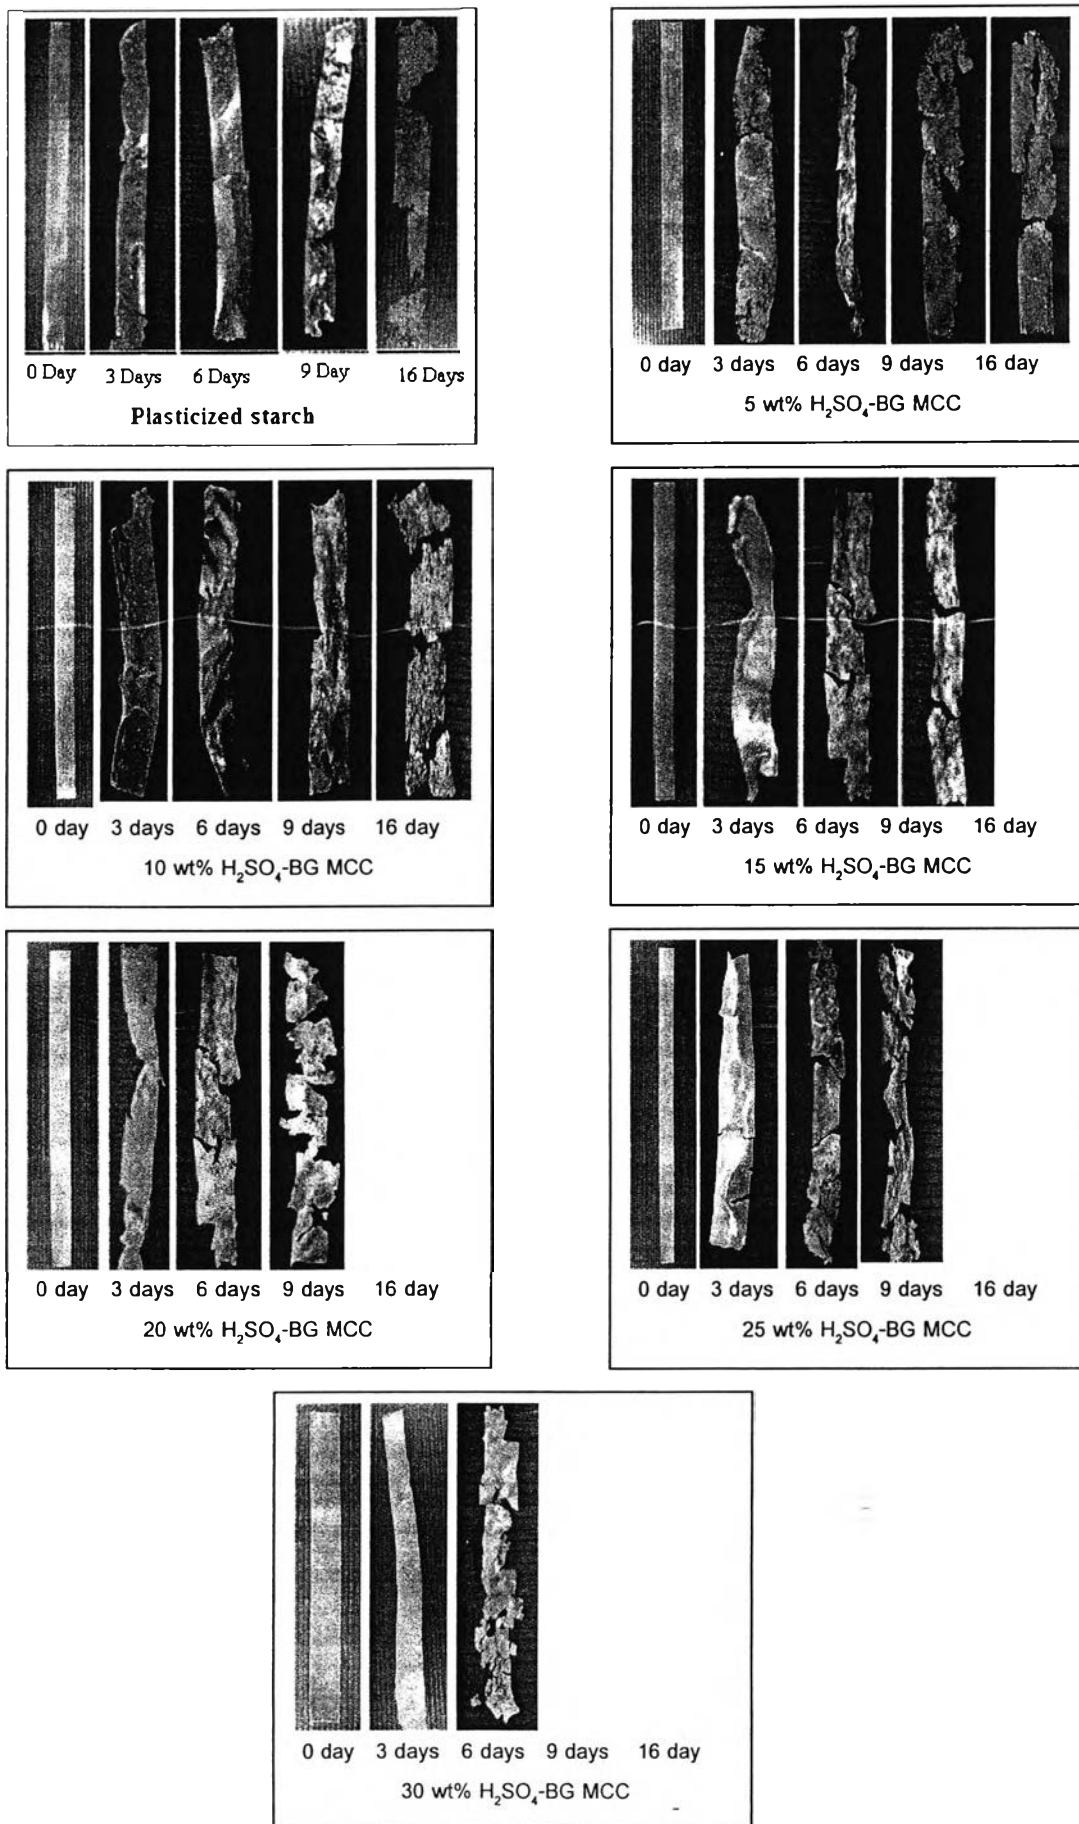 0 Day 3 Days 6 Days 9 Day 16 Days
Plasticized starch
0 day 3 days 6 days 9 days 16 day
5 wt% H₂SO₄-BG MCC
0 day 3 days 6 days 9 days 16 day
10 wt% H₂SO₄-BG MCC
0 day 3 days 6 days 9 days 16 day
15 wt% H₂SO₄-BG MCC
0 day 3 days 6 days 9 days 16 day
20 wt% H₂SO₄-BG MCC
0 day 3 days 6 days 9 days 16 day
25 wt% H₂SO₄-BG MCC
0 day 3 days 6 days 9 days 16 day
30 wt% H₂SO₄-BG MCC